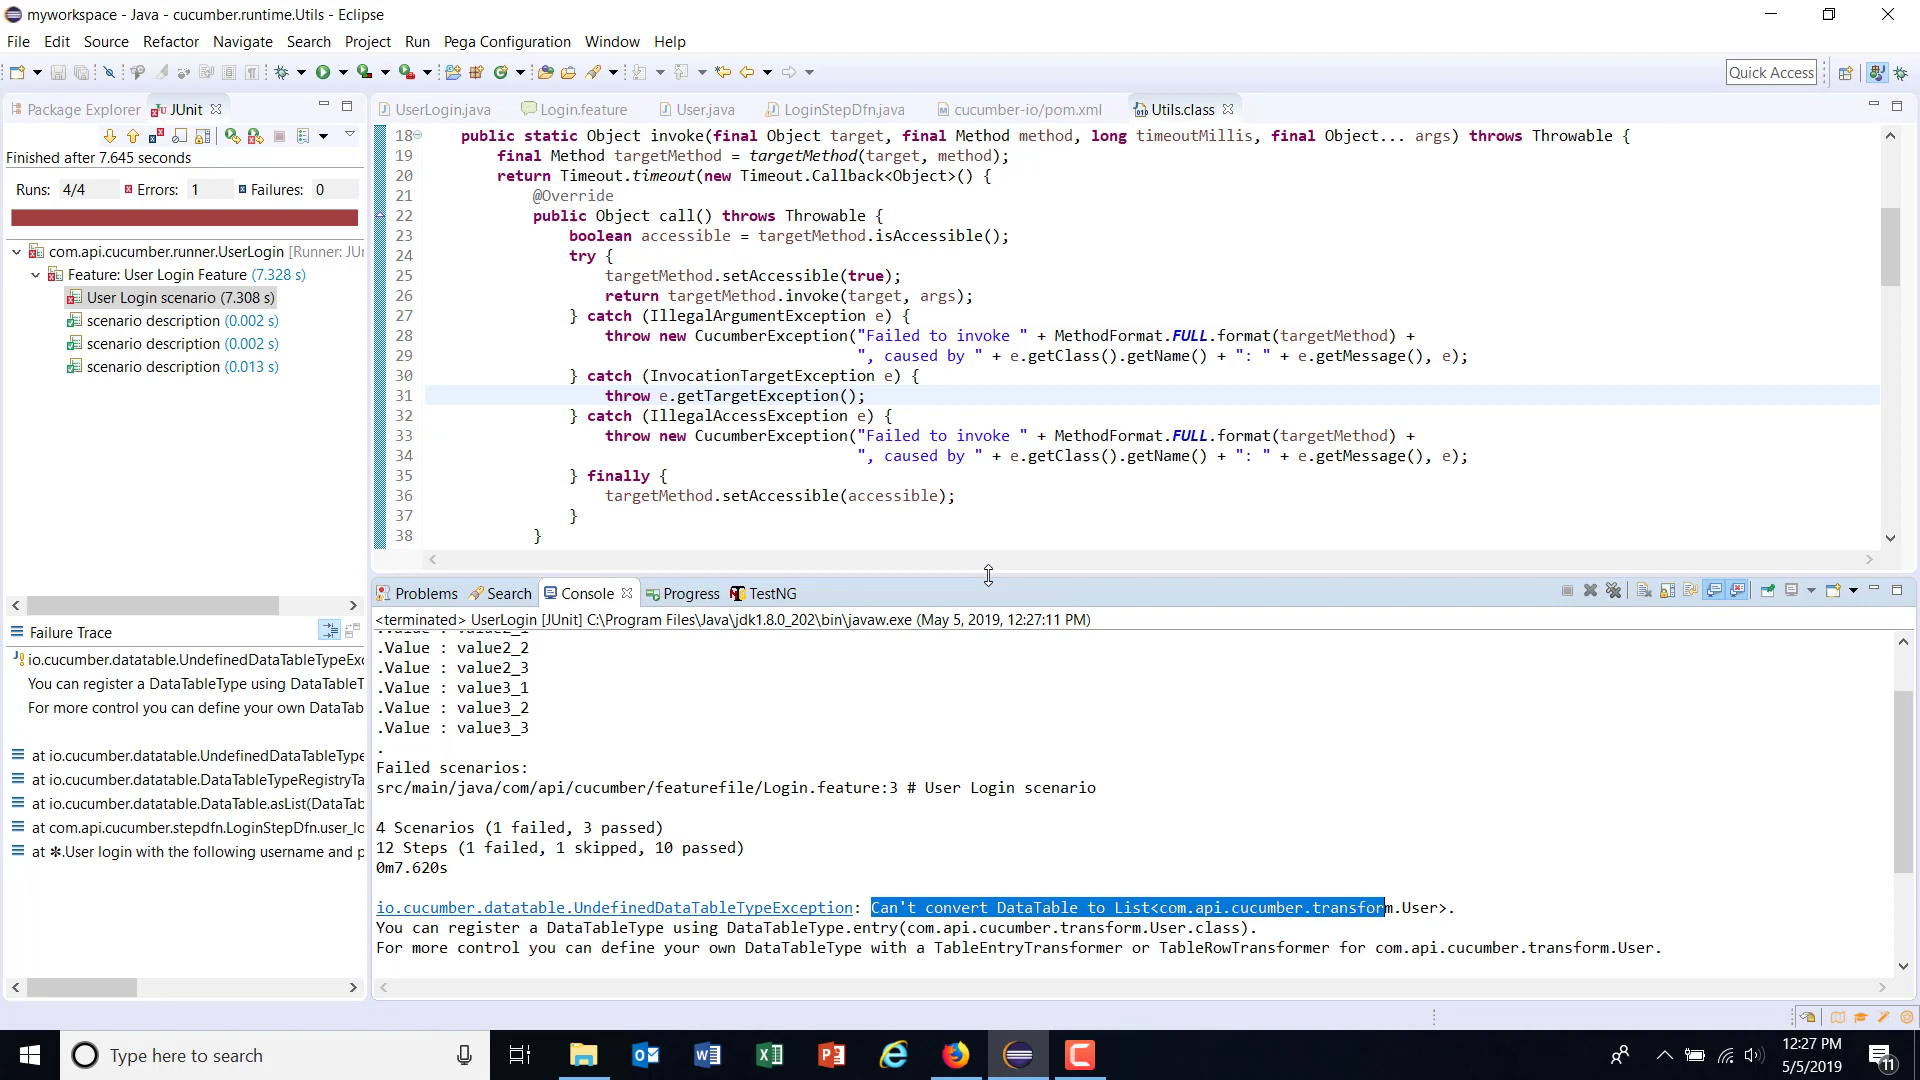 myworkspace - Java - cucumber.runtime.Utils - Eclipse
File Edit Source Refactor Navigate Search Project Run Pega Configuration Window Help
Quick Access
Package Explorer JUnit
Finished after 7.645 seconds
Runs: 4/4 Errors: 1 Failures: 0
com.api.cucumber.runner.UserLogin [Runner: JU
Feature: User Login Feature (7.328 s)
User Login scenario (7.308 s)
scenario description (0.002 s)
scenario description (0.002 s)
scenario description (0.013 s)
Failure Trace
io.cucumber.datatable.UndefinedDataTableTypeExc
You can register a DataTableType using DataTableT
For more control you can define your own DataTab
at io.cucumber.datatable.UndefinedDataTableType
at io.cucumber.datatable.DataTableTypeRegistryTa
at io.cucumber.datatable.DataTable.asList(DataTab
at com.api.cucumber.stepdfn.LoginStepDfn.user_lo
at ✻.User login with the following username and p
UserLogin.java Login.feature User.java LoginStepDfn.java cucumber-io/pom.xml Utils.class
18 public static Object invoke(final Object target, final Method method, long timeoutMillis, final Object... args) throws Throwable {
19 final Method targetMethod = targetMethod(target, method);
20 return Timeout.timeout(new Timeout.Callback<Object>() {
21 @Override
22 public Object call() throws Throwable {
23 boolean accessible = targetMethod.isAccessible();
24 try {
25 targetMethod.setAccessible(true);
26 return targetMethod.invoke(target, args);
27 } catch (IllegalArgumentException e) {
28 throw new CucumberException("Failed to invoke " + MethodFormat.FULL.format(targetMethod) +
29 ", caused by " + e.getClass().getName() + ": " + e.getMessage(), e);
30 } catch (InvocationTargetException e) {
31 throw e.getTargetException();
32 } catch (IllegalAccessException e) {
33 throw new CucumberException("Failed to invoke " + MethodFormat.FULL.format(targetMethod) +
34 ", caused by " + e.getClass().getName() + ": " + e.getMessage(), e);
35 } finally {
36 targetMethod.setAccessible(accessible);
37 }
38 }
Problems Search Console Progress TestNG
<terminated> UserLogin [JUnit] C:\Program Files\Java\jdk1.8.0_202\bin\javaw.exe (May 5, 2019, 12:27:11 PM)
.Value : value2_1
.Value : value2_2
.Value : value2_3
.Value : value3_1
.Value : value3_2
.Value : value3_3
.
Failed scenarios:
src/main/java/com/api/cucumber/featurefile/Login.feature:3 # User Login scenario
4 Scenarios (1 failed, 3 passed)
12 Steps (1 failed, 1 skipped, 10 passed)
0m7.620s
io.cucumber.datatable.UndefinedDataTableTypeException: Can't convert DataTable to List<com.api.cucumber.transform.User>.
You can register a DataTableType using DataTableType.entry(com.api.cucumber.transform.User.class).
For more control you can define your own DataTableType with a TableEntryTransformer or TableRowTransformer for com.api.cucumber.transform.User.
Type here to search
12:27 PM
5/5/2019
11